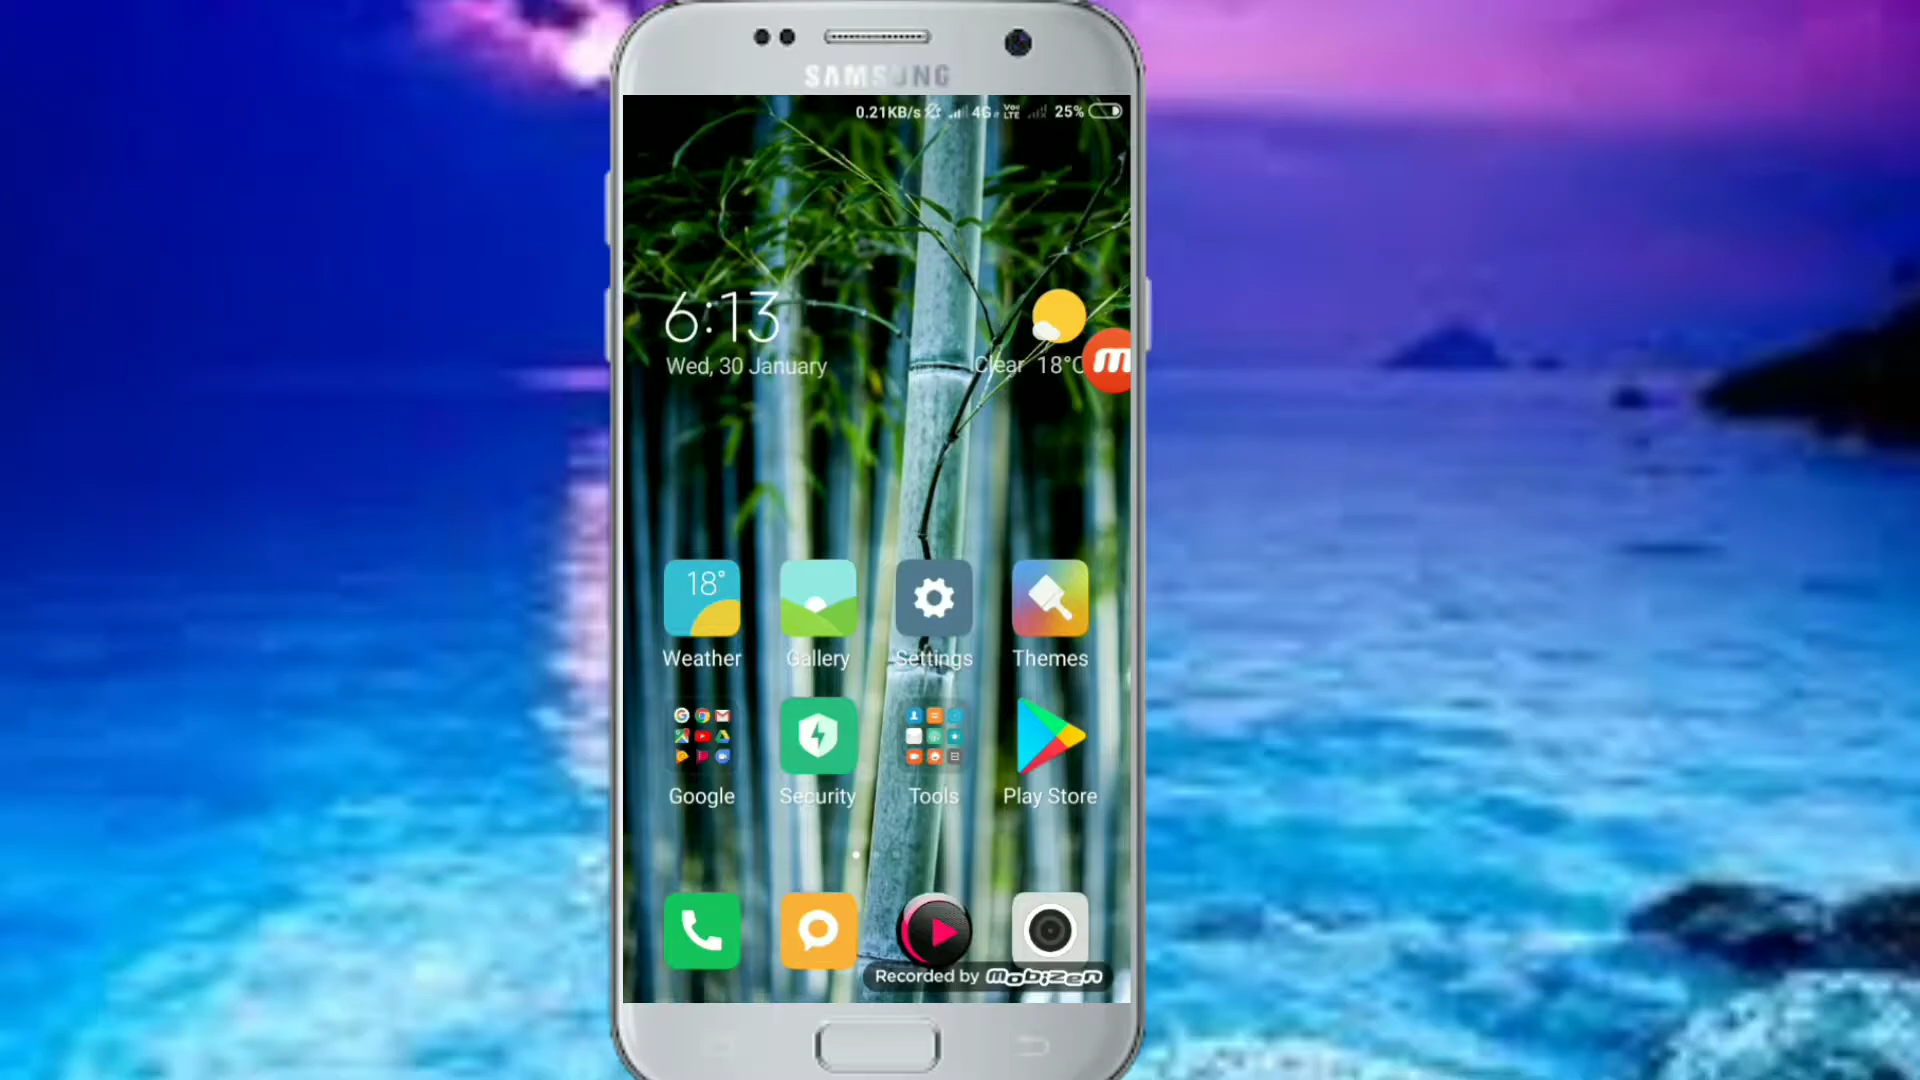 SAMSUNG
0.21KB/s 4G VoLTE 25%
6:13
Wed, 30 January
Clear 18°C
m
18°
Weather Gallery Settings Themes
Google Security Tools Play Store
Recorded by mobizen